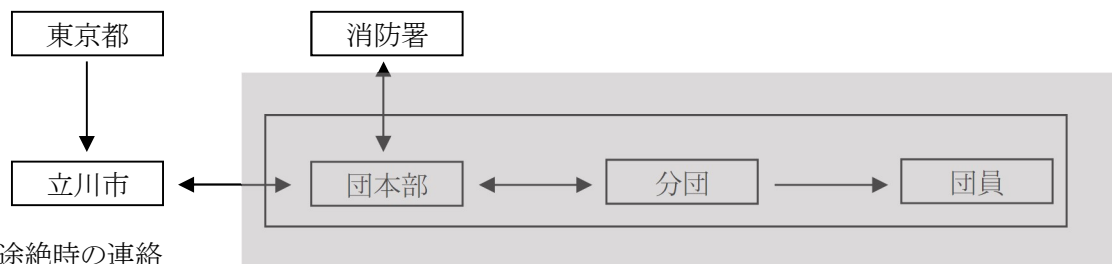 東京都
消防署
立川市
団本部
分団
団員
途絶時の連絡